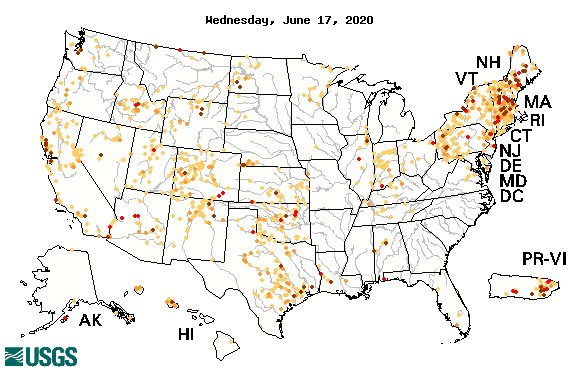 Wednesday, June 17, 2020
NH
VT
MA
RI
CT
NJ
DE
MD
DC
PR-VI
AK
HI
USGS